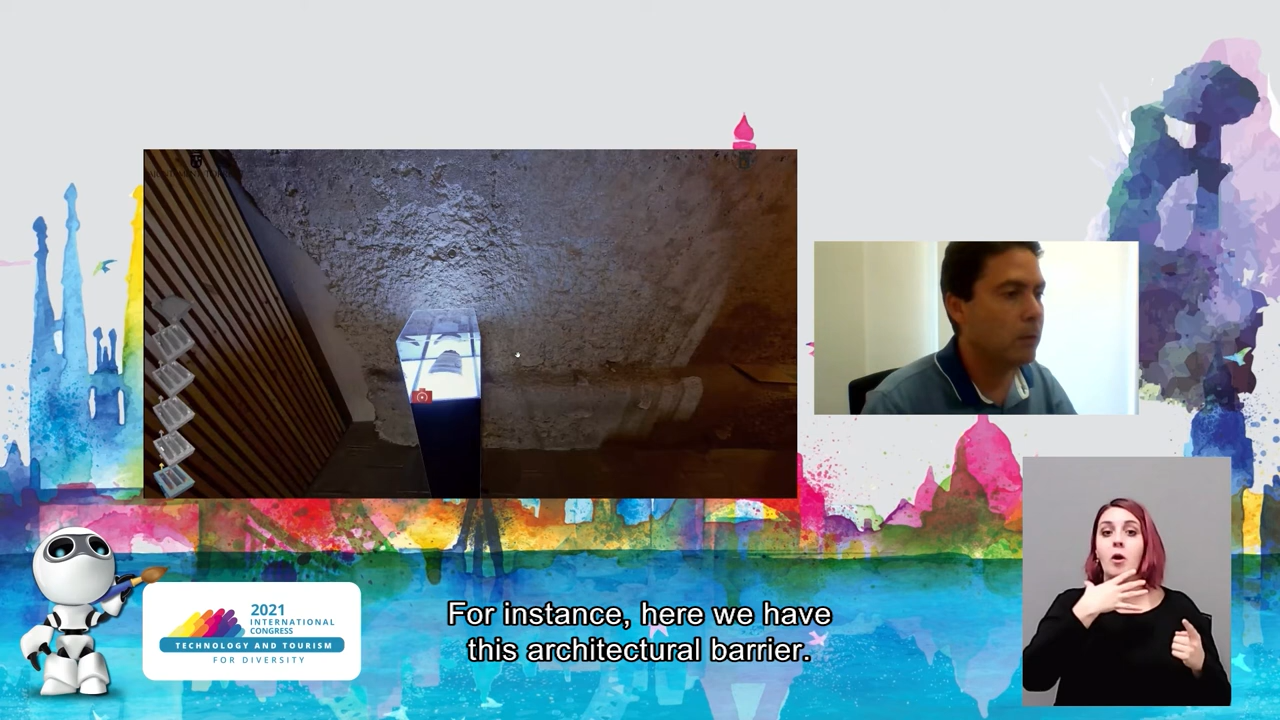 2021
INTERNATIONAL
CONGRESS
TECHNOLOGY AND TOURISM
FOR DIVERSITY
For instance, here we have
this architectural barrier.